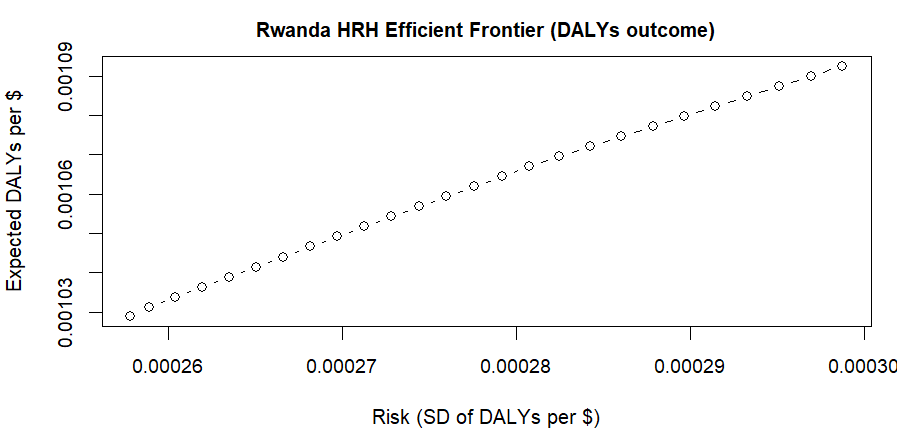 Rwanda HRH Efficient Frontier (DALYs outcome)
Expected DALYs per $
0.00109
0.00106
0.00103
0.00026
0.00027
0.00028
0.00029
0.00030
Risk (SD of DALYs per $)